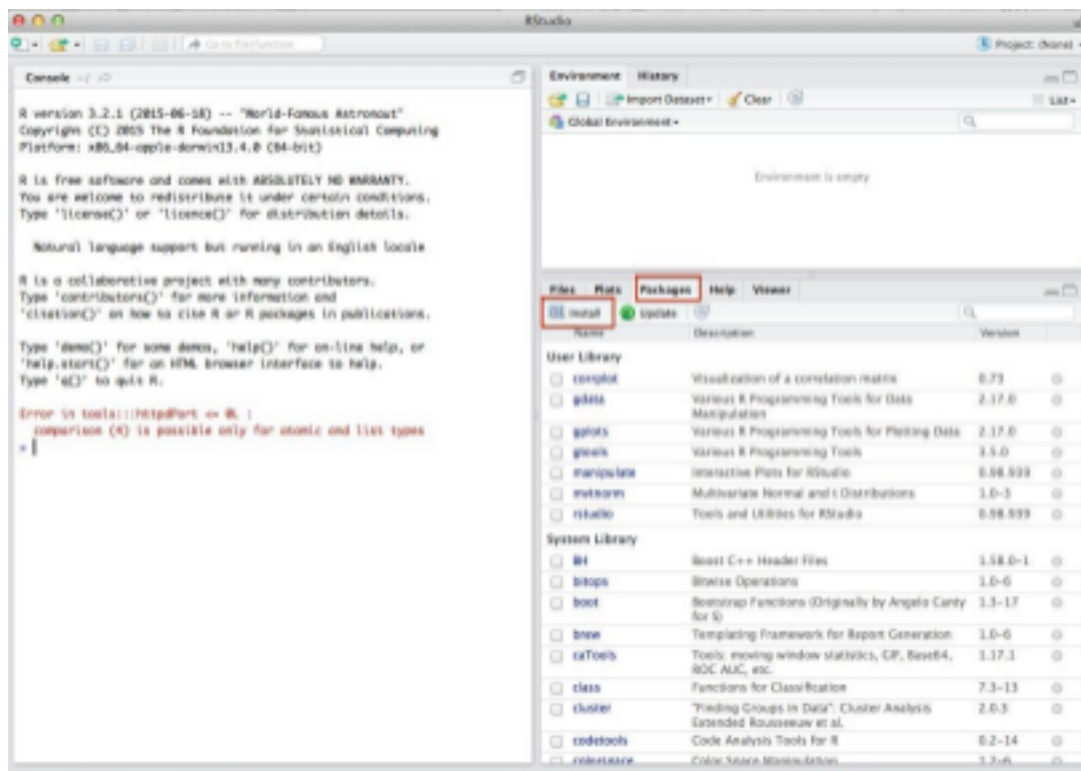 RStudio
Go to file/function
Project: (None)
Console ~/
R version 3.2.1 (2015-06-18) -- "World-Famous Astronaut"
Copyright (C) 2015 The R Foundation for Statistical Computing
Platform: x86_64-apple-darwin13.4.0 (64-bit)
R is free software and comes with ABSOLUTELY NO WARRANTY.
You are welcome to redistribute it under certain conditions.
Type 'license()' or 'licence()' for distribution details.
Natural language support but running in an English locale
R is a collaborative project with many contributors.
Type 'contributors()' for more information and
'citation()' on how to cite R or R packages in publications.
Type 'demo()' for some demos, 'help()' for on-line help, or
'help.start()' for an HTML browser interface to help.
Type 'q()' to quit R.
Error in tools:::httpdPort <= 0L :
comparison (4) is possible only for atomic and list types
>
Environment History
Import Dataset Clear List
Global Environment
Environment is empty
Files Plots Packages Help Viewer
Install Update
Name Description Version
User Library
corrplot Visualization of a correlation matrix 0.73
gdata Various R Programming Tools for Data Manipulation 2.17.0
gplots Various R Programming Tools for Plotting Data 2.17.0
gtools Various R Programming Tools 3.5.0
manipulate Interactive Plots for RStudio 0.98.939
mvtnorm Multivariate Normal and t Distributions 1.0-3
rstudio Tools and Utilities for RStudio 0.98.939
System Library
BH Boost C++ Header Files 1.58.0-1
bitops Bitwise Operations 1.0-6
boot Bootstrap Functions (Originally by Angelo Canty for S) 1.3-17
brew Templating Framework for Report Generation 1.0-6
caTools Tools: moving window statistics, GIF, Base64, ROC AUC, etc. 1.17.1
class Functions for Classification 7.3-13
cluster "Finding Groups in Data": Cluster Analysis Extended Rousseeuw et al. 2.0.3
codetools Code Analysis Tools for R 0.2-14
colorspace Color Space Manipulation 1.2-6